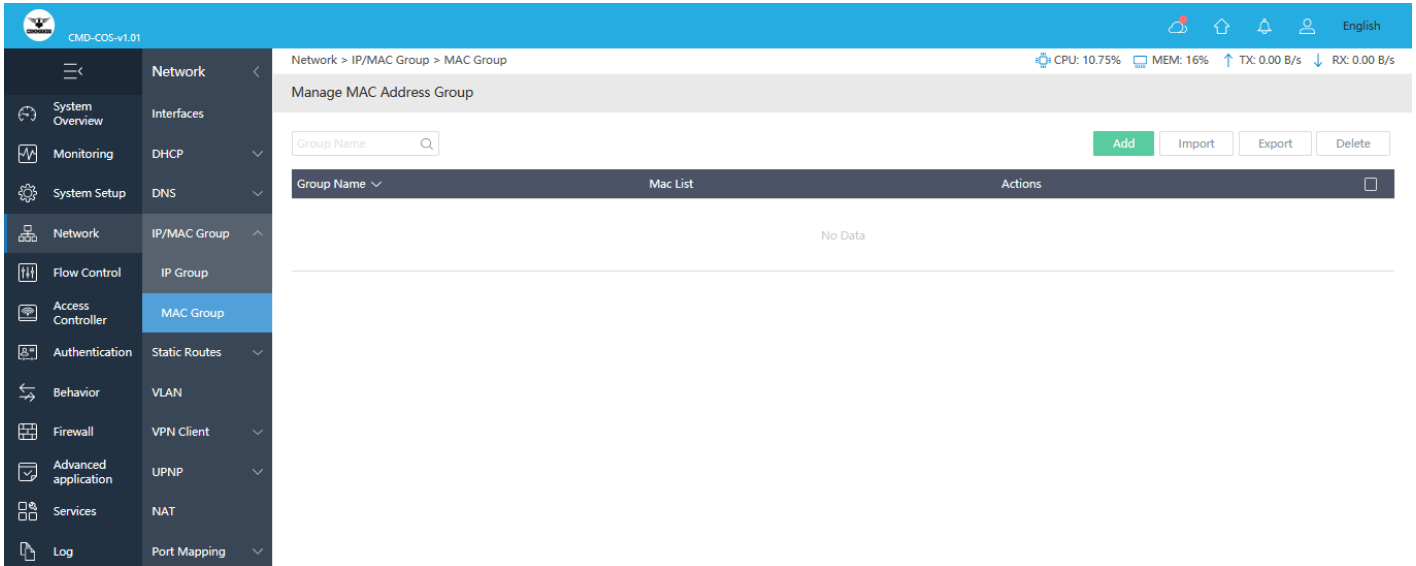 COMMANDO
CMD-COS-v1.01
English
System
Overview
Monitoring
System Setup
Network
Flow Control
Access
Controller
Authentication
Behavior
Firewall
Advanced
application
Services
Log
Network
Interfaces
DHCP
DNS
IP/MAC Group
IP Group
MAC Group
Static Routes
VLAN
VPN Client
UPNP
NAT
Port Mapping
Network > IP/MAC Group > MAC Group
CPU: 10.75% MEM: 16% TX: 0.00 B/s RX: 0.00 B/s
Manage MAC Address Group
Group Name
Add Import Export Delete
Group Name Mac List Actions
No Data